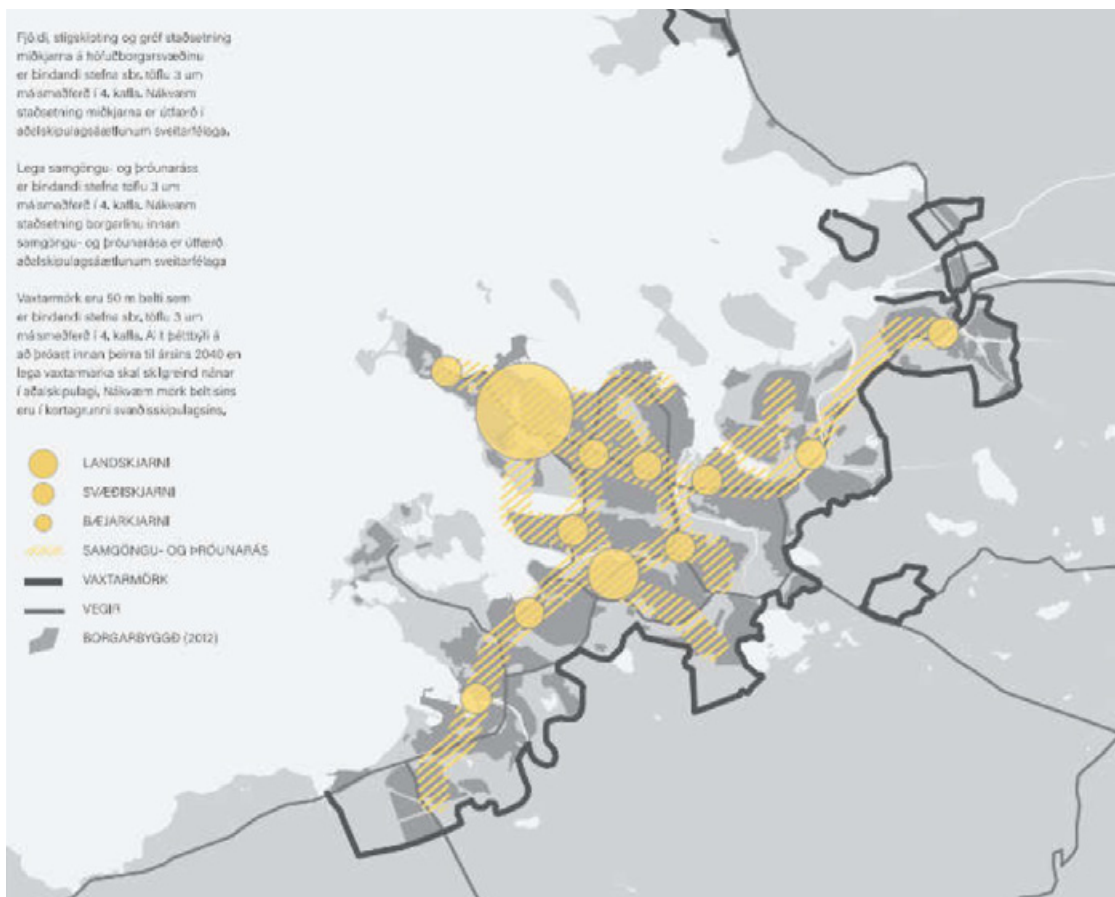 Fjöldi, stigskipting og gróf staðsetning
miðkjarna á höfuðborgarsvæðinu
er bindandi stefna sbr. töflu 3 um
málsmeðferð í 4. kafla. Nákvæm
staðsetning miðkjarna er útfærð í
aðalskipulagsáætlunum sveitarfélaga.
Lega samgöngu- og þróunaráss
er bindandi stefna töflu 3 um
málsmeðferð í 4. kafla. Nákvæm
staðsetning borgarlínu innan
samgöngu- og þróunarása er útfærð
aðalskipulagsáætlunum sveitarfélaga
Vaxtarmörk eru 50 m belti sem
er bindandi stefna sbr. töflu 3 um
málsmeðferð í 4. kafla. Allt þéttbýli á
að þróast innan þeirra til ársins 2040 en
lega vaxtarmarka skal skilgreind nánar
í aðalskipulagi. Nákvæm mörk beltisins
eru í kortagrunni svæðisskipulagsins.
LANDSKJARNI
SVÆÐISKJARNI
BÆJARKJARNI
SAMGÖNGU- OG ÞRÓUNARÁS
VAXTARMÖRK
VEGIR
BORGARBYGGÐ (2012)